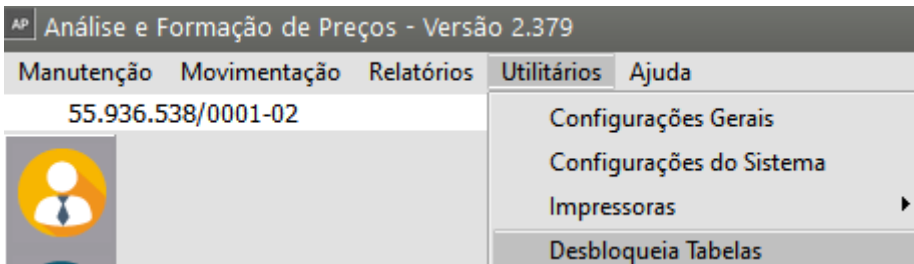 AP Análise e Formação de Preços - Versão 2.379
Manutenção Movimentação Relatórios Utilitários Ajuda
55.936.538/0001-02
Configurações Gerais
Configurações do Sistema
Impressoras
Desbloqueia Tabelas